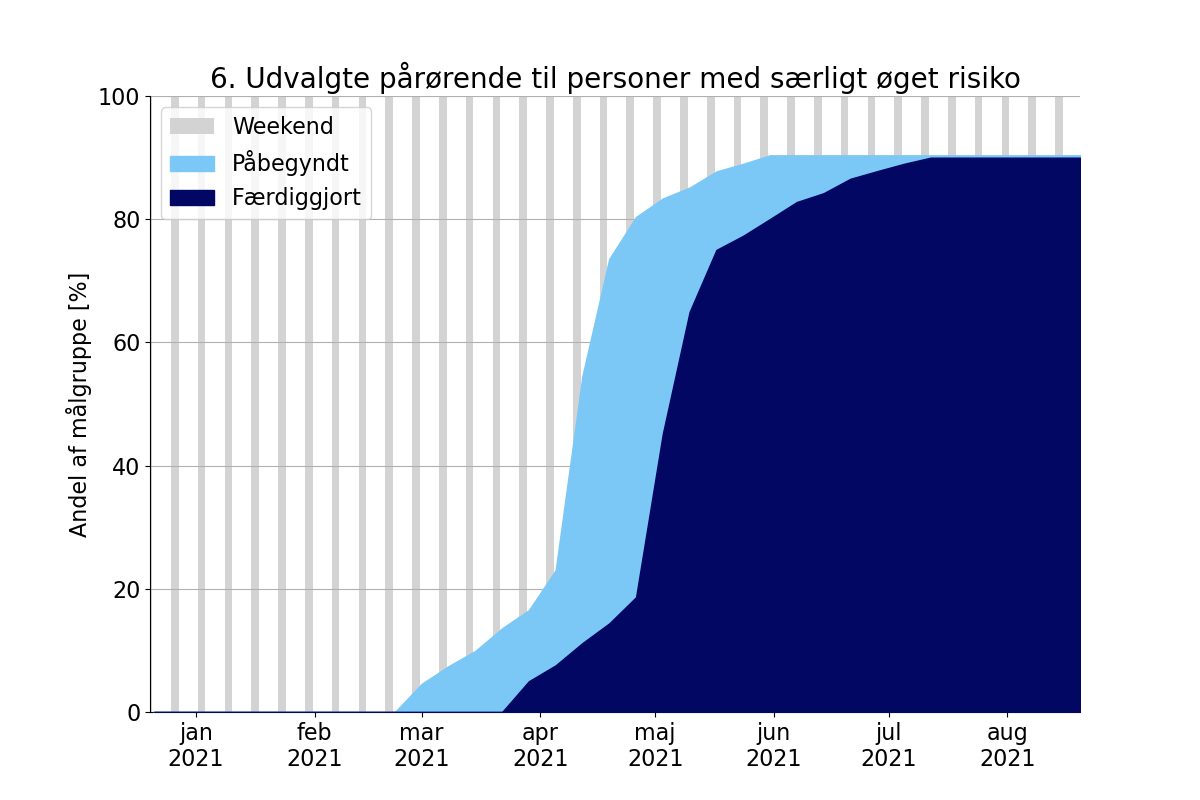 6. Udvalgte pårørende til personer med særligt øget risiko
Weekend
Påbegyndt
Færdiggjort
Andel af målgruppe [%]
100
80
60
40
20
0
jan feb mar apr maj jun jul aug
2021 2021 2021 2021 2021 2021 2021 2021